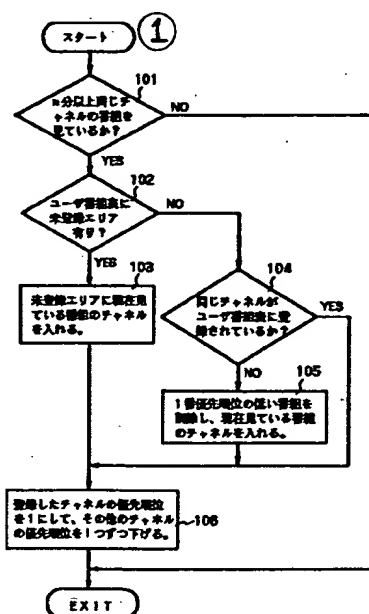 スタート
1
101
n分以上同じチ
ャネルの番組を
見ているか?
NO
YES
102
ユーザ番組表に
未登録エリア
有り?
NO
YES
103
未登録エリアに現在見
ている番組のチャネル
を入れる。
104
同じチャネルが
ユーザ番組表に登
録されているか?
YES
NO
105
1番優先順位の低い番組を
削除し、現在見ている番組
のチャネルを入れる。
登録したチャネルの優先順位
を1にして、その他のチャネル
の優先順位を1つずつ下げる。
106
EXIT